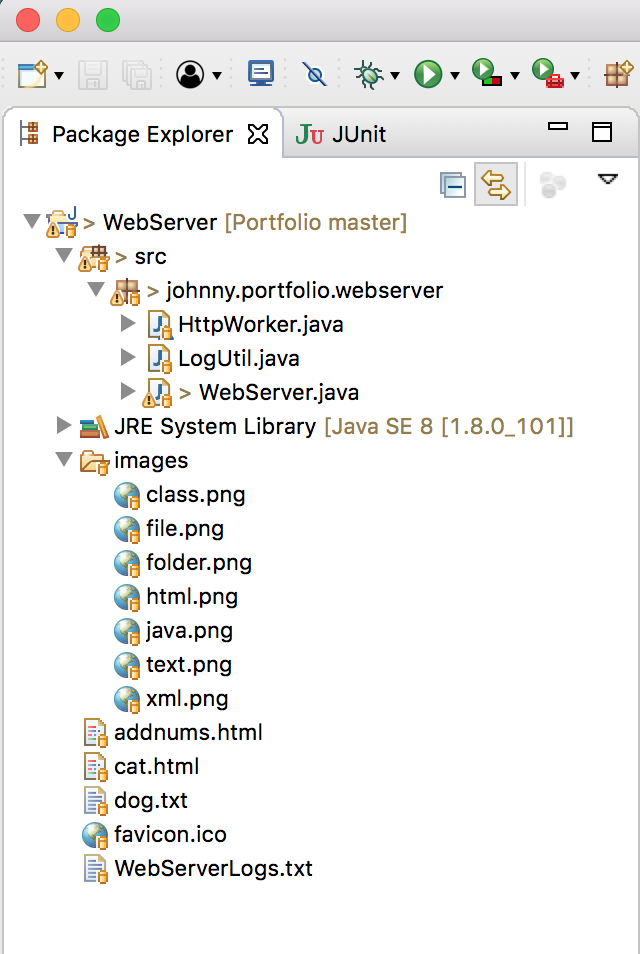 Package Explorer JUnit
> WebServer [Portfolio master]
> src
> johnny.portfolio.webserver
HttpWorker.java
LogUtil.java
> WebServer.java
JRE System Library [Java SE 8 [1.8.0_101]]
images
class.png
file.png
folder.png
html.png
java.png
text.png
xml.png
addnums.html
cat.html
dog.txt
favicon.ico
WebServerLogs.txt